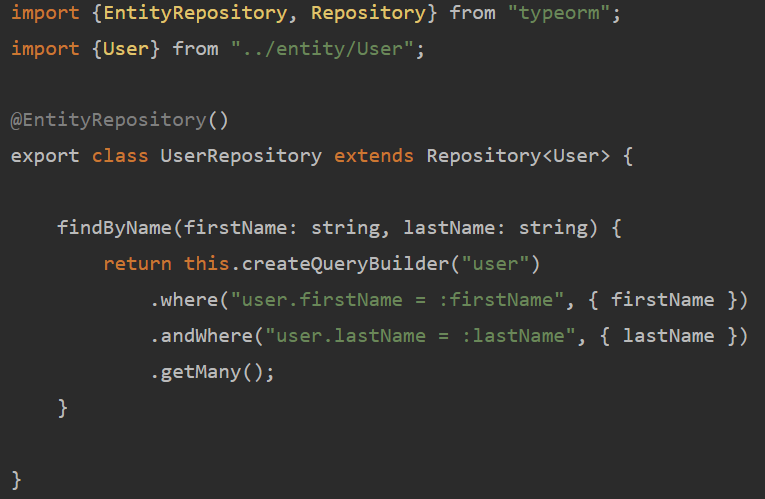 import {EntityRepository, Repository} from "typeorm";
import {User} from "../entity/User";
@EntityRepository()
export class UserRepository extends Repository<User> {
findByName(firstName: string, lastName: string) {
return this.createQueryBuilder("user")
.where("user.firstName = :firstName", { firstName })
.andWhere("user.lastName = :lastName", { lastName })
.getMany();
}
}